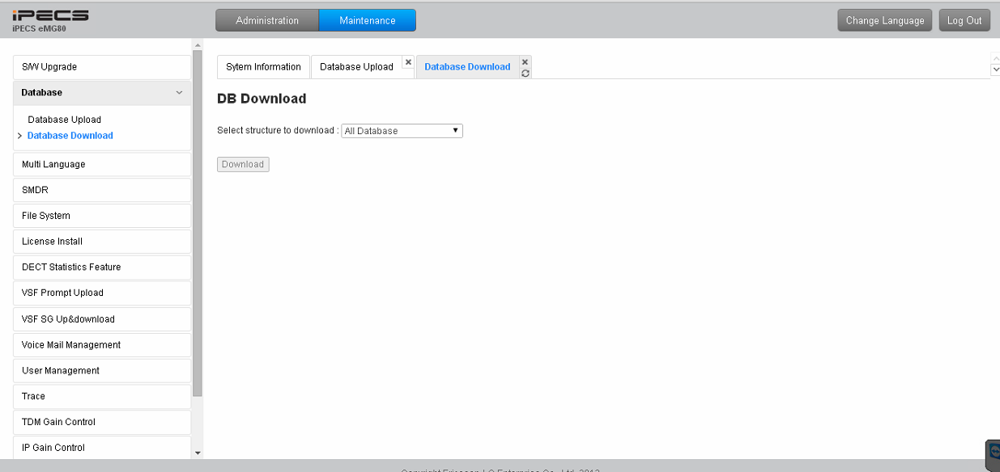 iPECS
iPECS eMG80
Administration
Maintenance
Change Language
Log Out
S/W Upgrade
Database
Database Upload
Database Download
Multi Language
SMDR
File System
License Install
DECT Statistics Feature
VSF Prompt Upload
VSF SG Up&download
Voice Mail Management
User Management
Trace
TDM Gain Control
IP Gain Control
Sytem Information
Database Upload
Database Download
DB Download
Select structure to download : All Database
Download